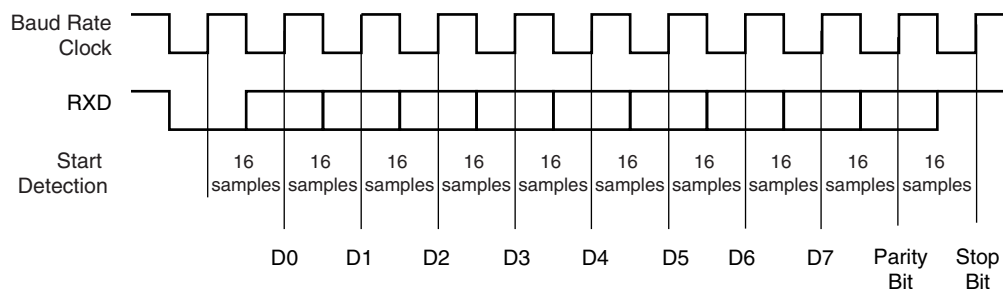 Baud Rate
Clock
RXD
Start
Detection
16 16 16 16 16 16 16 16 16 16
samples samples samples samples samples samples samples samples samples samples
D0 D1 D2 D3 D4 D5 D6 D7 Parity Stop
Bit Bit